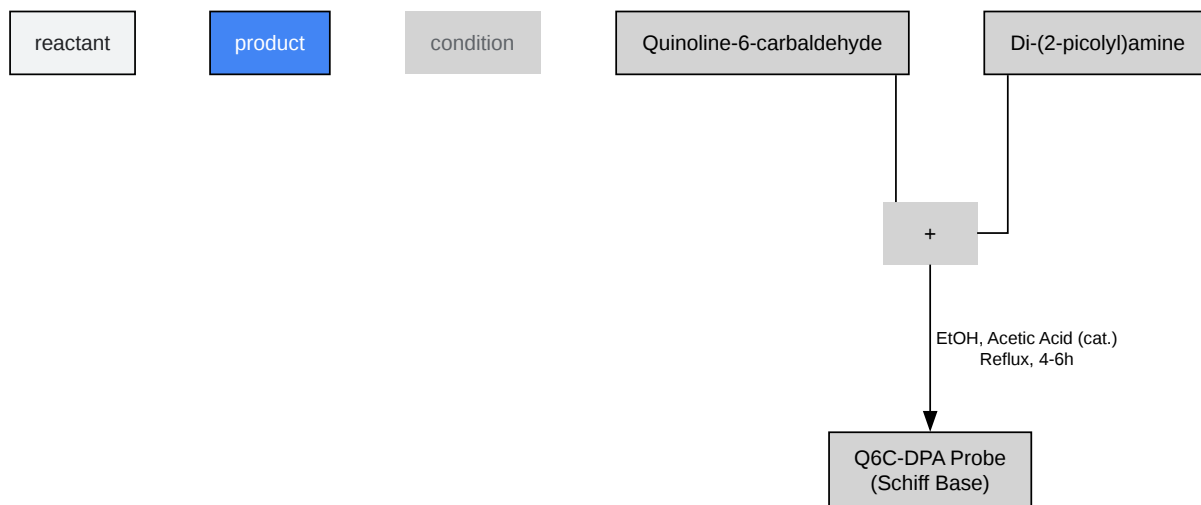 reactant
product
condition
Quinoline-6-carbaldehyde
Di-(2-picolyl)amine
+
EtOH, Acetic Acid (cat.)
Reflux, 4-6h
Q6C-DPA Probe
(Schiff Base)